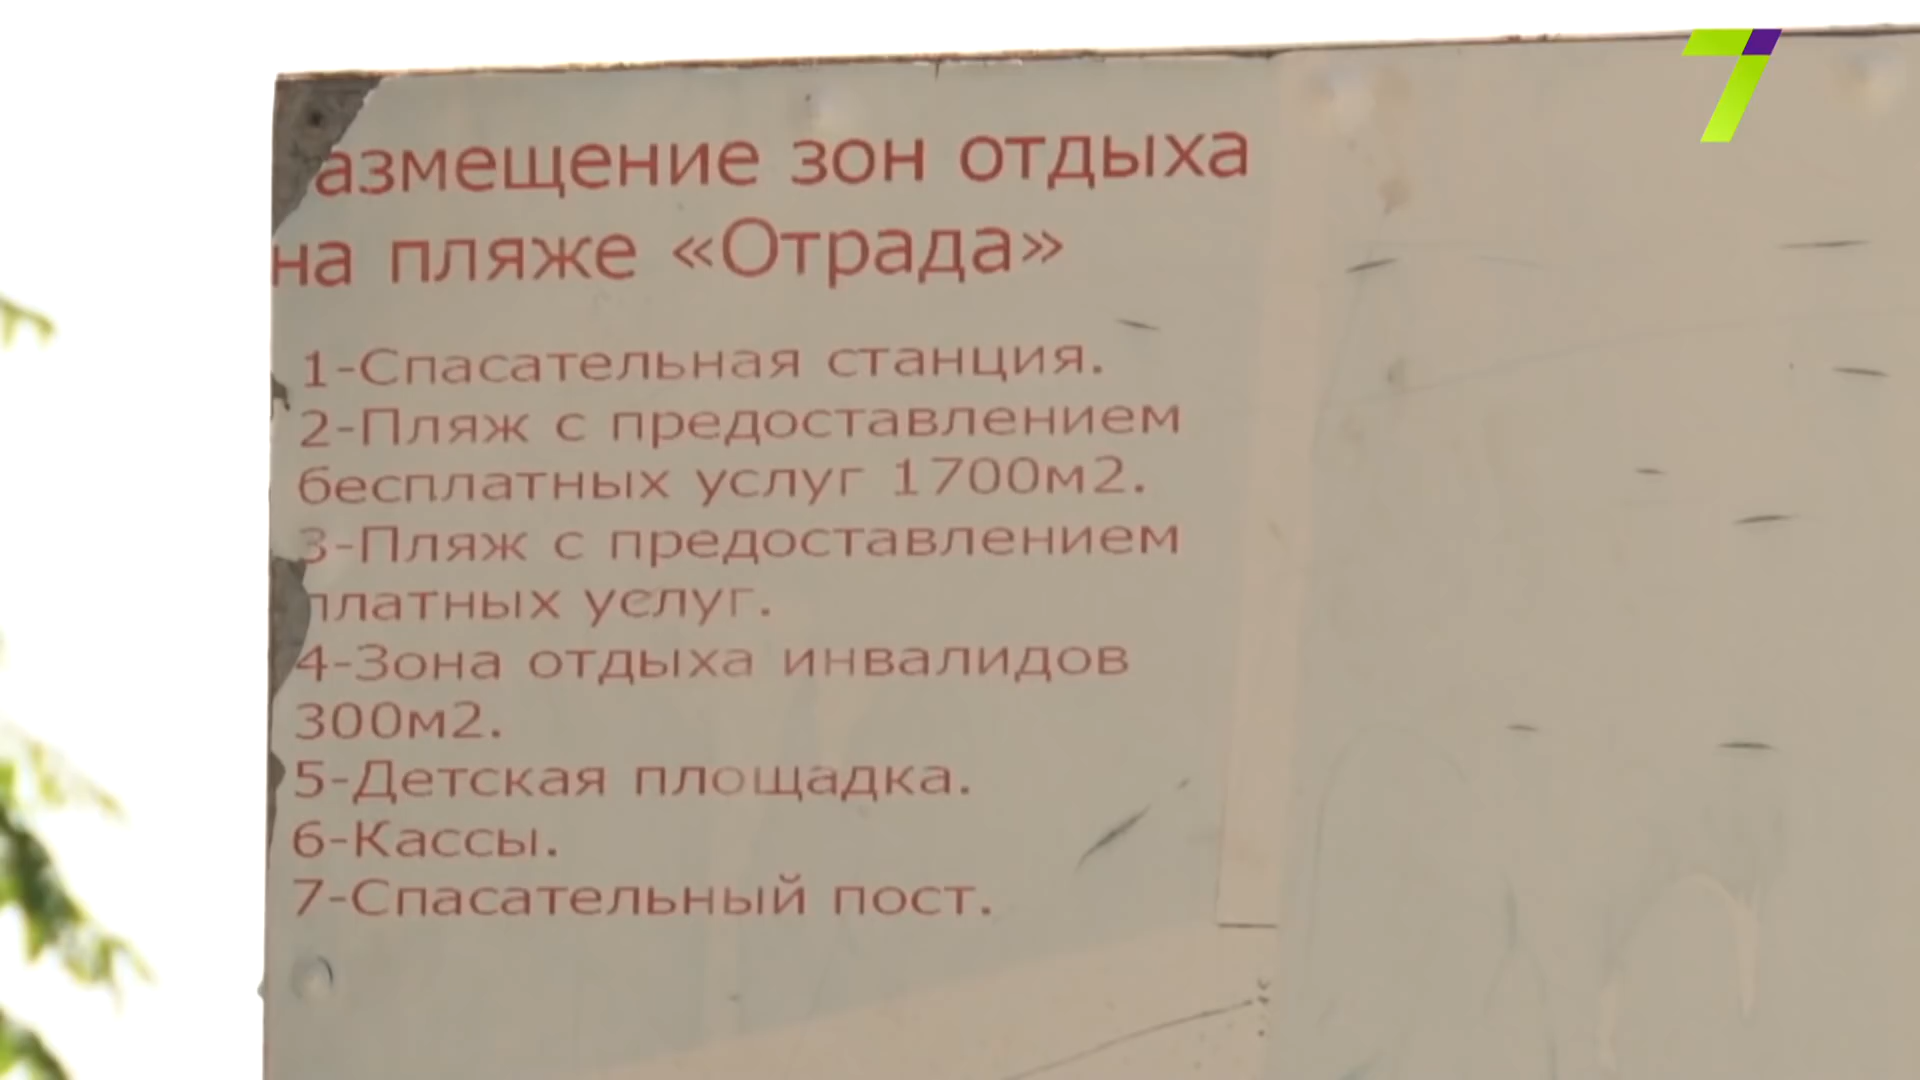 азмещение зон отдыха
на пляже «Отрада»
1-Спасательная станция.
2-Пляж с предоставлением
бесплатных услуг 1700м2.
3-Пляж с предоставлением
платных услуг.
4-Зона отдыха инвалидов
300м2.
5-Детская площадка.
6-Кассы.
7-Спасательный пост.
7